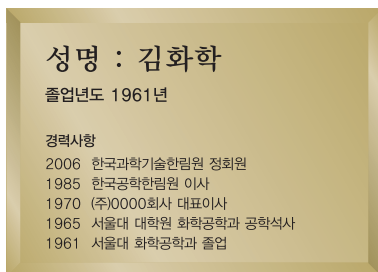 성명 : 김화학
졸업년도 1961년
경력사항
2006 한국과학기술한림원 정회원
1985 한국공학한림원 이사
1970 (주)0000회사 대표이사
1965 서울대 대학원 화학공학과 공학석사
1961 서울대 화학공학과 졸업